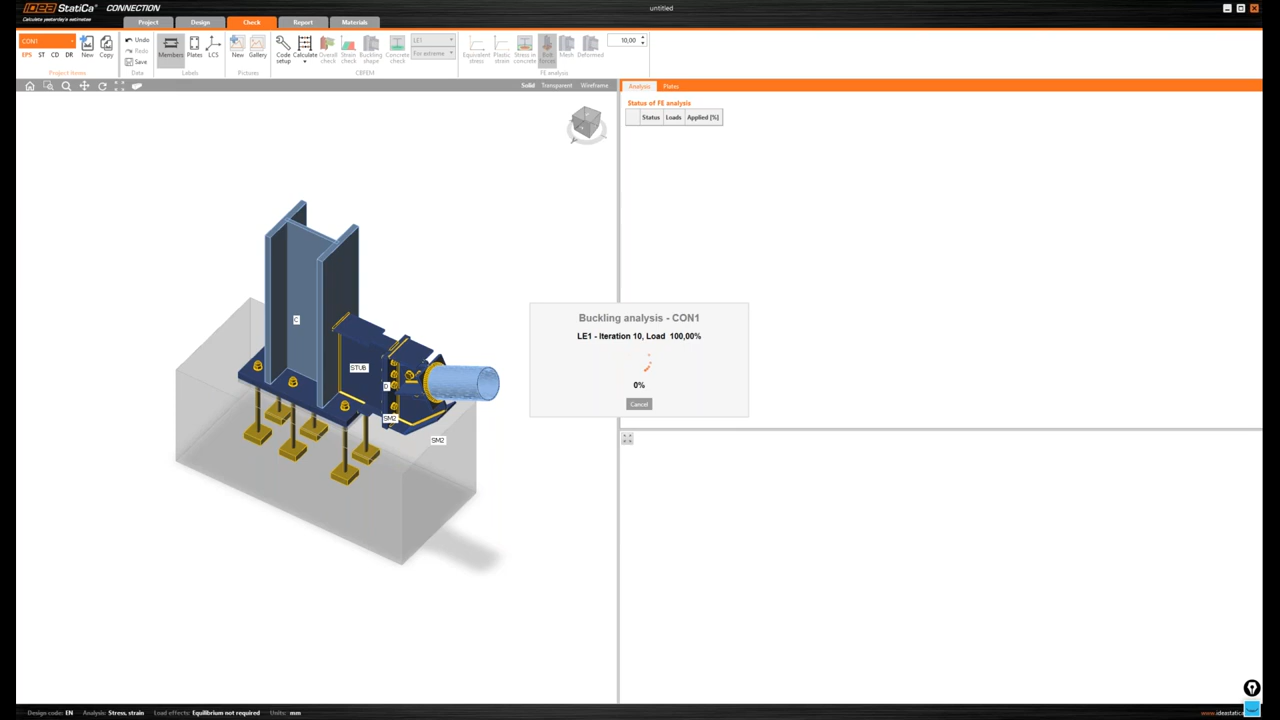 IDEA StatiCa® CONNECTION
Calculate yesterday's estimates
untitled
Project Design Check Report Materials
CON1
EPS ST CD DR
New Copy
Project items
Undo
Redo
Save
Data
Members Plates LCS
Labels
New Gallery
Pictures
Code setup
Calculate
Overall check
Strain check
Buckling shape
Concrete check
LE1
For extreme
CBFEM
Equivalent stress
Plastic strain
Stress in concrete
Bolt forces
Mesh
Deformed
10,00
FE analysis
Solid Transparent Wireframe
Analysis Plates
Status of FE analysis
Status Loads Applied [%]
C
STUB
D
SM2
SM2
Buckling analysis - CON1
LE1 - Iteration 10, Load 100,00%
0%
Cancel
Design code: EN Analysis: Stress, strain Load effects: Equilibrium not required Units: mm